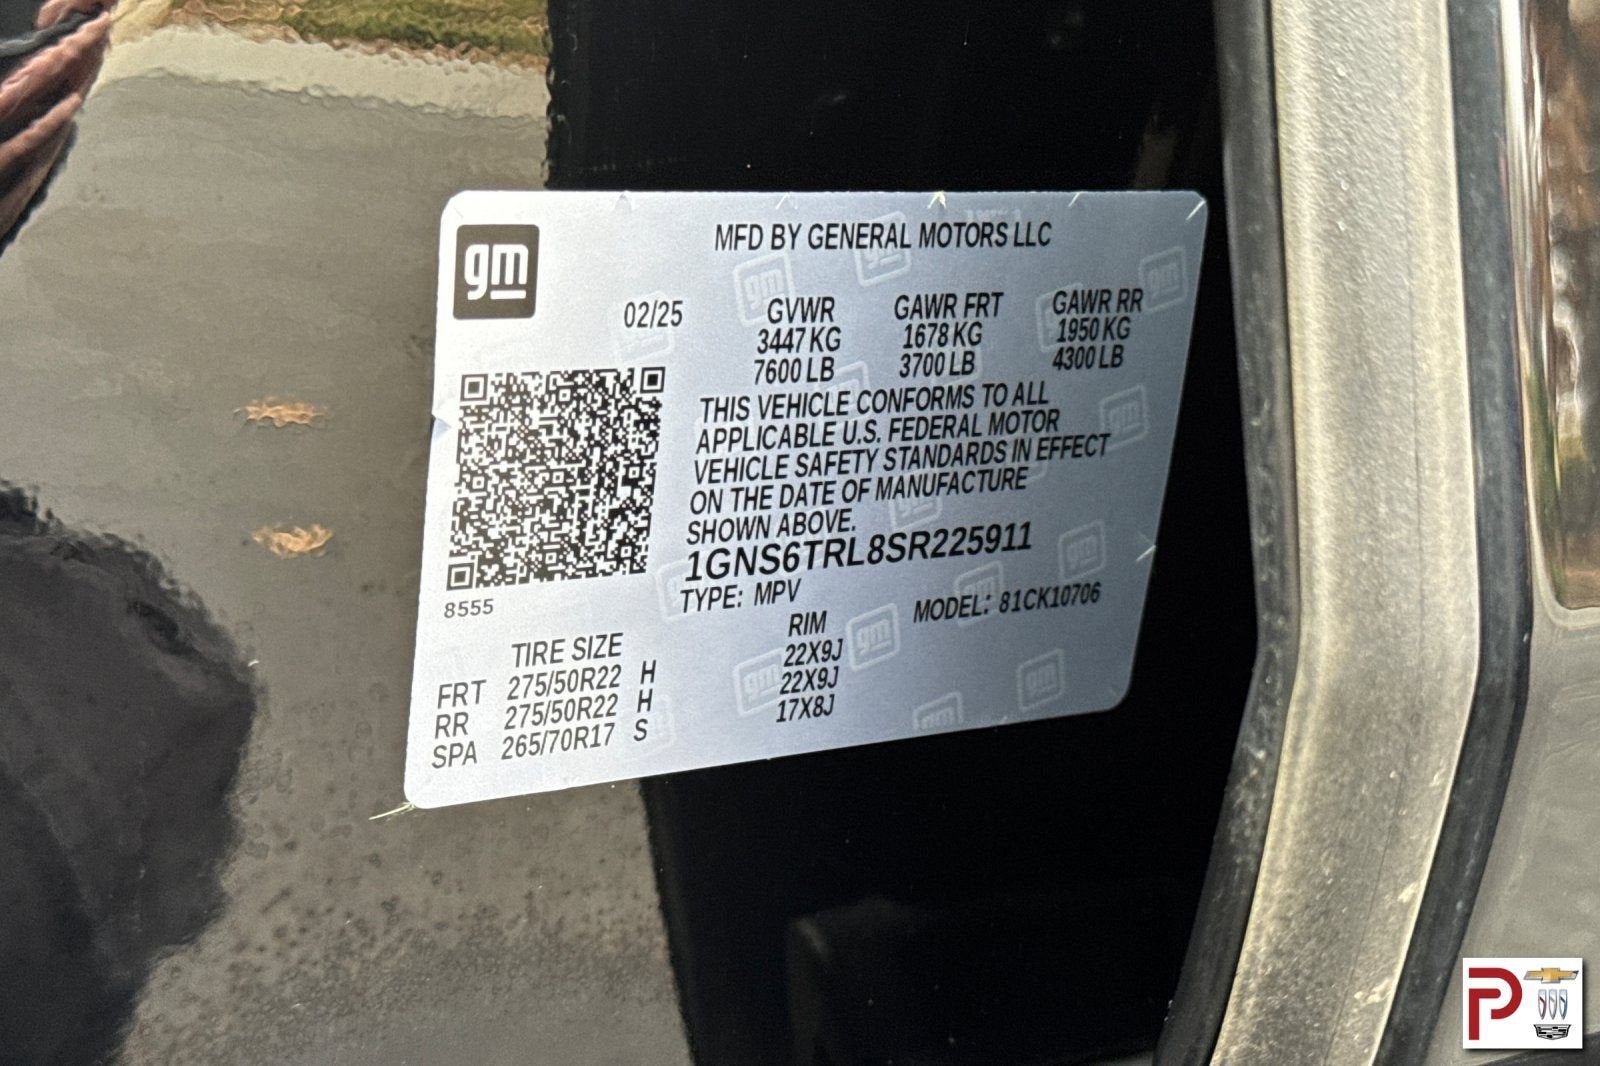 gm
MFD BY GENERAL MOTORS LLC
02/25 GVWR GAWR FRT GAWR RR
3447 KG 1678 KG 1950 KG
7600 LB 3700 LB 4300 LB
THIS VEHICLE CONFORMS TO ALL
APPLICABLE U.S. FEDERAL MOTOR
VEHICLE SAFETY STANDARDS IN EFFECT
ON THE DATE OF MANUFACTURE
SHOWN ABOVE.
1GNS6TRL8SR225911
8555
TYPE: MPV MODEL: 81CK10706
TIRE SIZE RIM
FRT 275/50R22 H 22X9J
RR 275/50R22 H 22X9J
SPA 265/70R17 S 17X8J
P